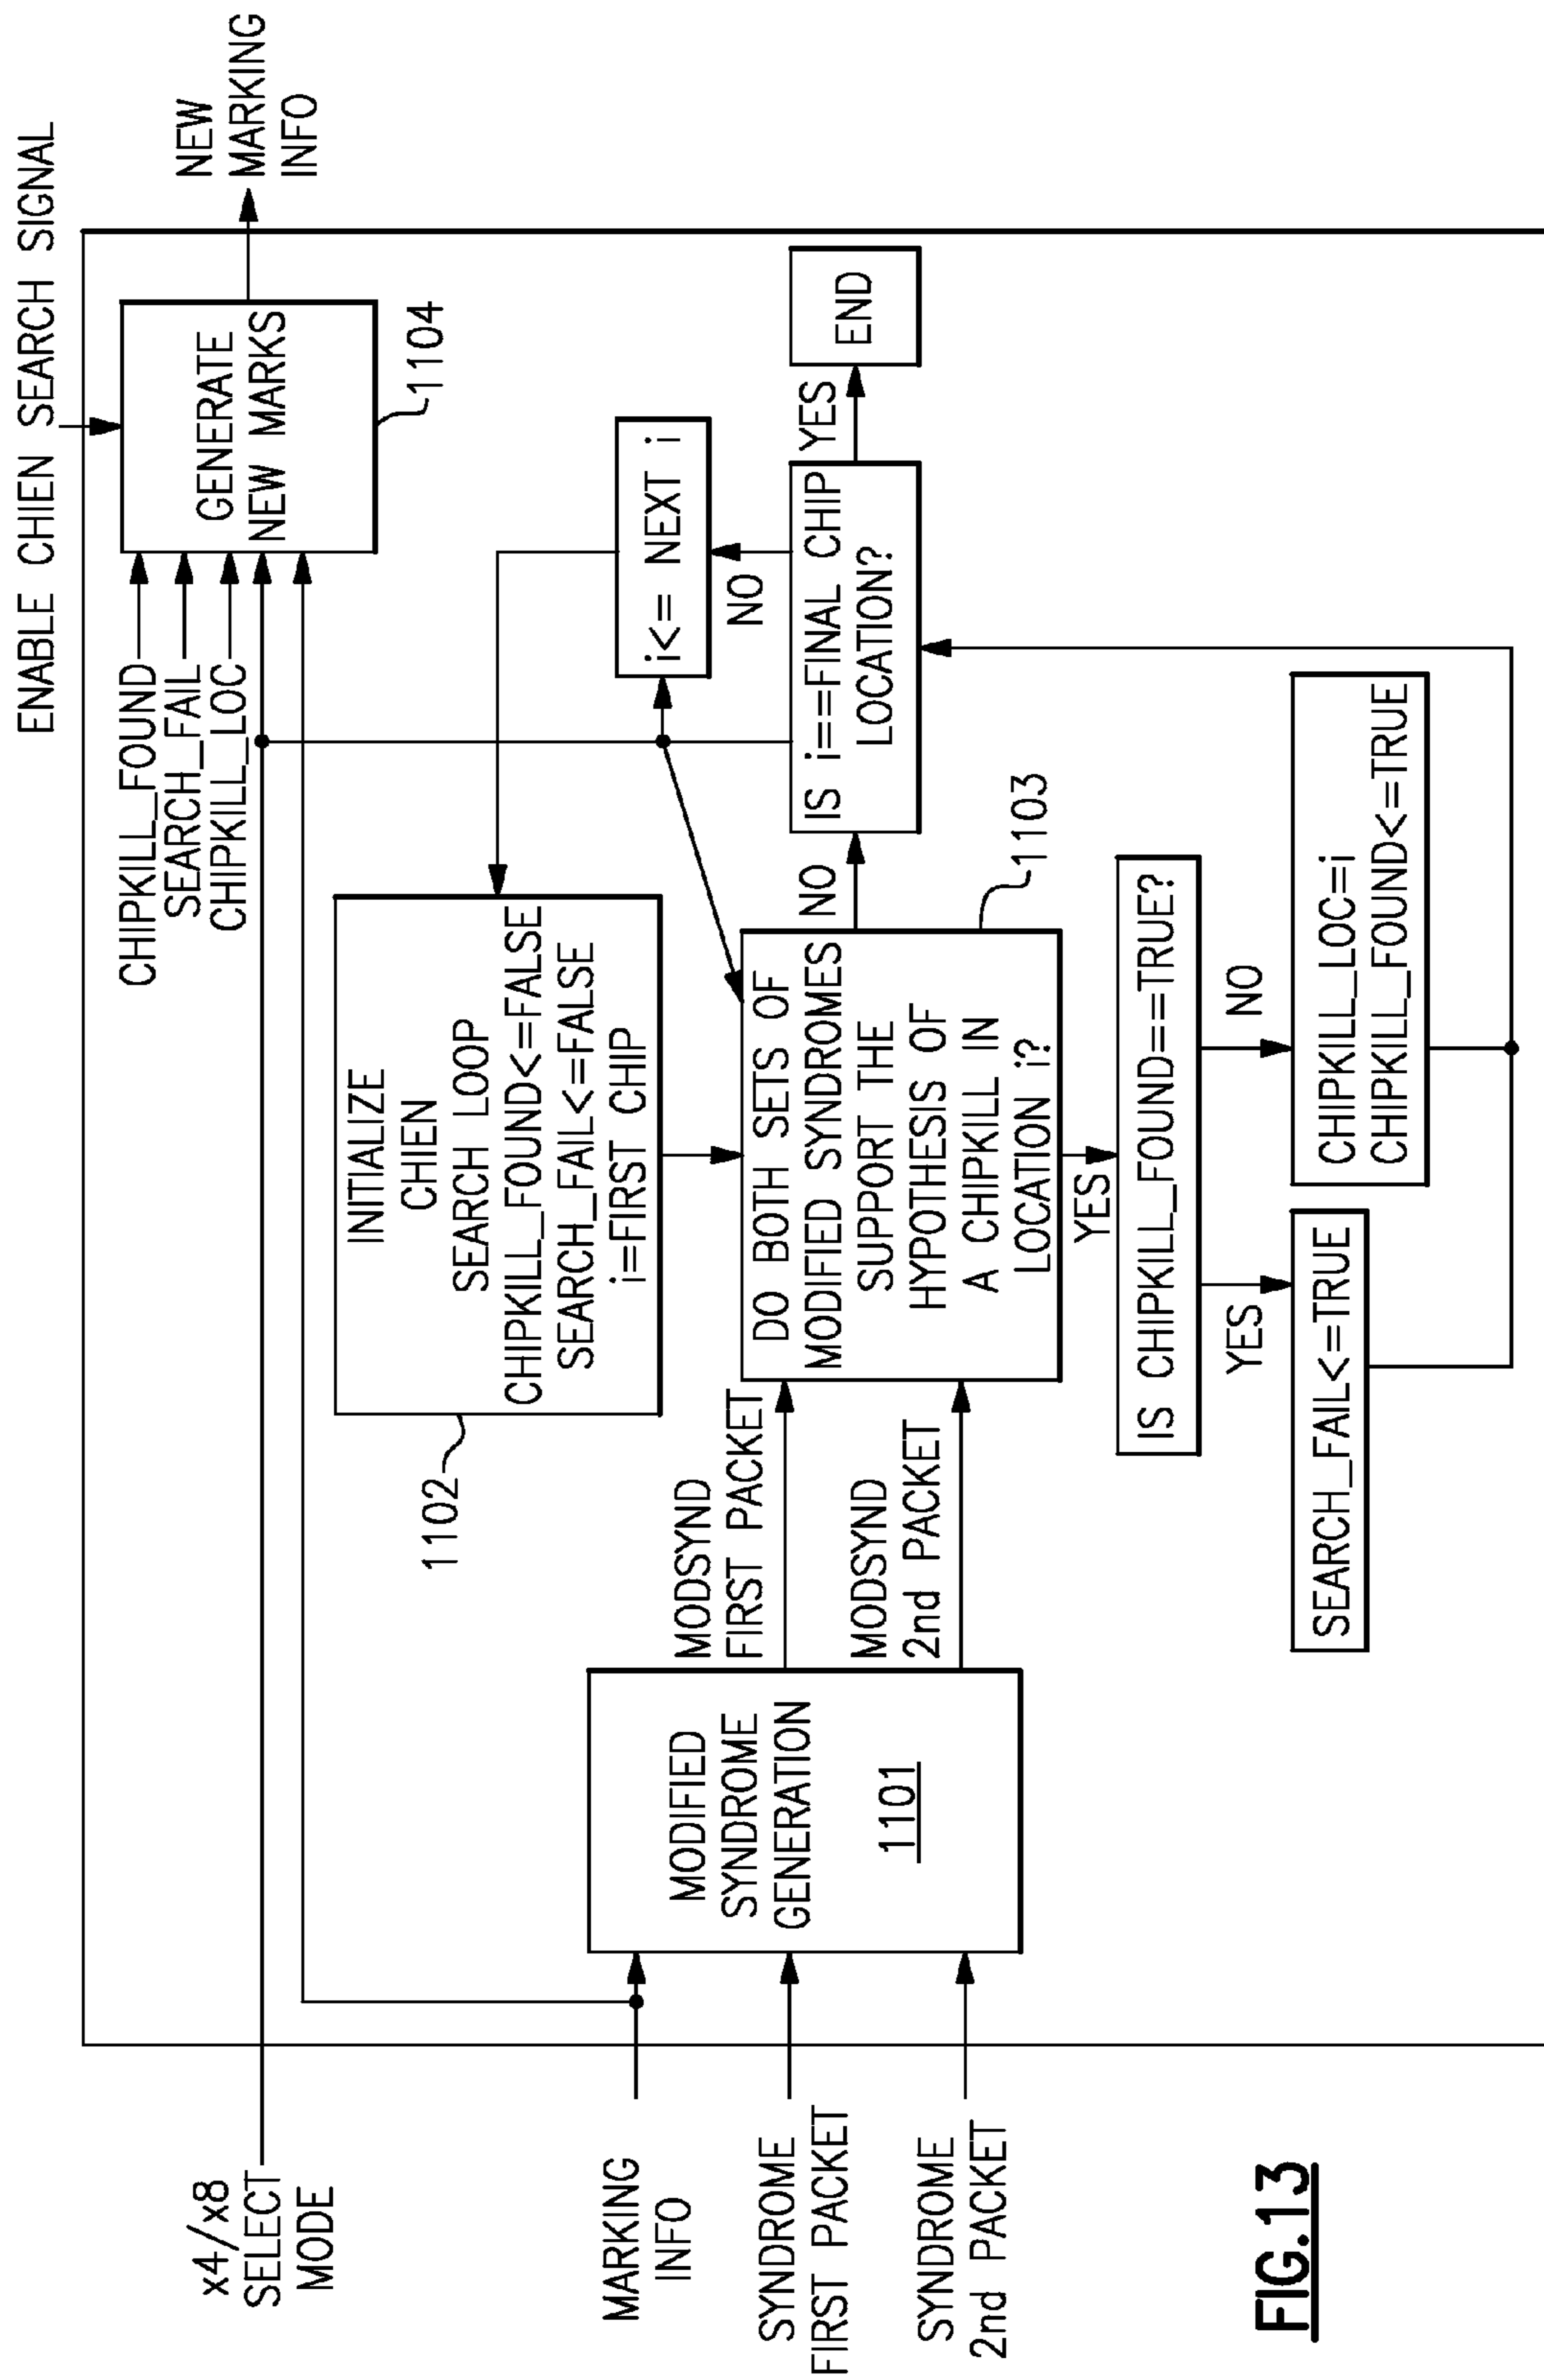 ENABLE CHIEN SEARCH SIGNAL
CHIPKILL_FOUND
SEARCH_FAIL
CHIPKILL_LOC
GENERATE
NEW MARKS
1104
NEW
MARKING
INFO
x4/x8
SELECT
MODE
INITIALIZE
CHIEN
SEARCH LOOP
CHIPKILL_FOUND<=FALSE
SEARCH_FAIL<=FALSE
i=FIRST CHIP
1102
i<= NEXT i
NO
MARKING
INFO
SYNDROME
FIRST PACKET
SYNDROME
2nd PACKET
MODIFIED
SYNDROME
GENERATION
1101
MODSYND
FIRST PACKET
MODSYND
2nd PACKET
DO BOTH SETS OF
MODIFIED SYNDROMES
SUPPORT THE
HYPOTHESIS OF
A CHIPKILL IN
LOCATION i?
1103
NO
IS i==FINAL CHIP
LOCATION?
YES
END
YES
IS CHIPKILL_FOUND==TRUE?
YES
NO
SEARCH_FAIL<=TRUE
CHIPKILL_LOC=i
CHIPKILL_FOUND<=TRUE
FIG.13